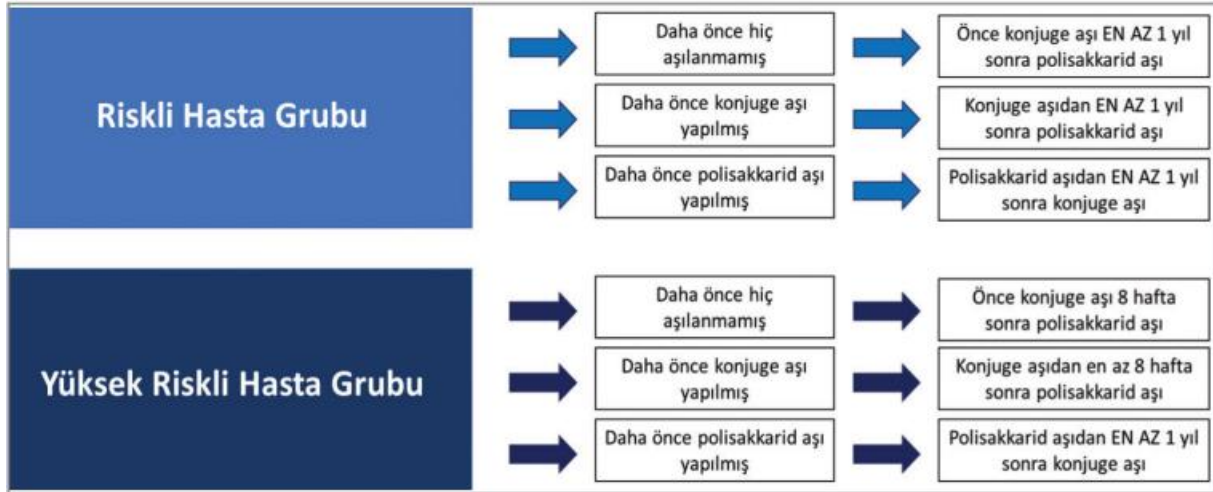 Riskli Hasta Grubu
Daha önce hiç
aşılanmamış
Önce konjuge aşı EN AZ 1 yıl
sonra polisakkarid aşı
Daha önce konjuge aşı
yapılmış
Konjuge aşıdan EN AZ 1 yıl
sonra polisakkarid aşı
Daha önce polisakkarid aşı
yapılmış
Polisakkarid aşıdan EN AZ 1 yıl
sonra konjuge aşı
Yüksek Riskli Hasta Grubu
Daha önce hiç
aşılanmamış
Önce konjuge aşı 8 hafta
sonra polisakkarid aşı
Daha önce konjuge aşı
yapılmış
Konjuge aşıdan en az 8 hafta
sonra polisakkarid aşı
Daha önce polisakkarid aşı
yapılmış
Polisakkarid aşıdan EN AZ 1 yıl
sonra konjuge aşı